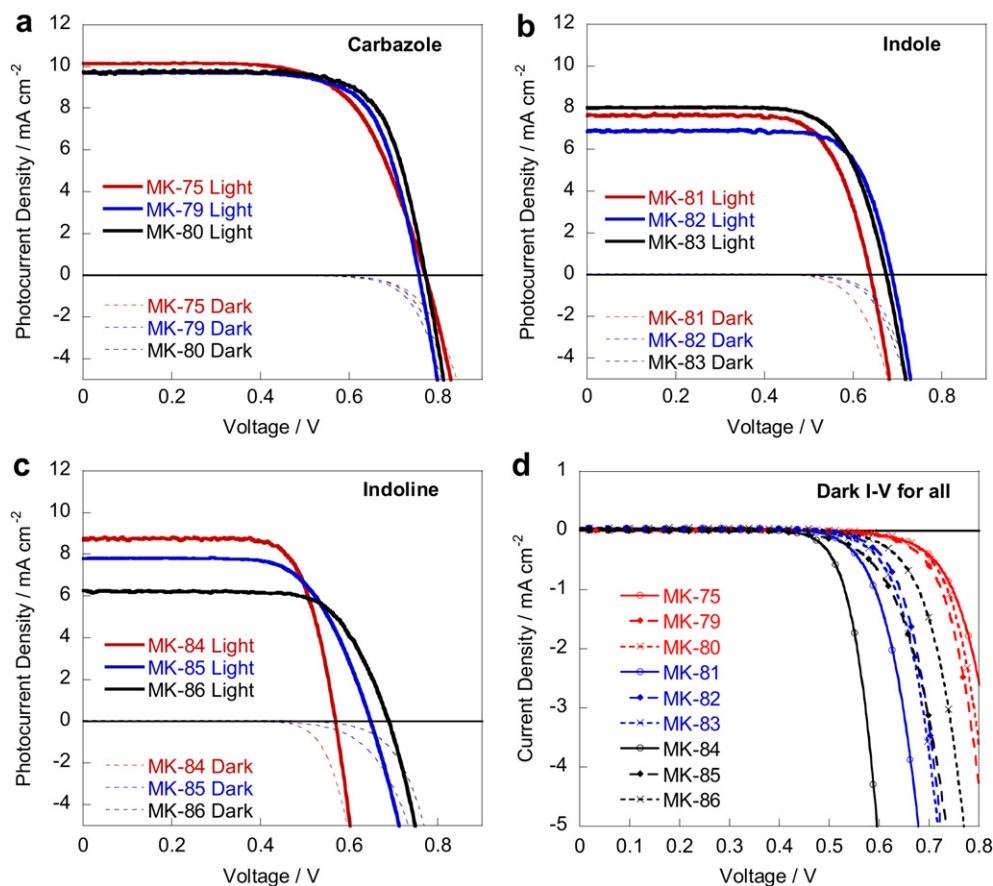 a
Carbazole
Photocurrent Density / mA cm⁻²
12
10
8
6
4
2
0
-2
-4
MK-75 Light
MK-79 Light
MK-80 Light
MK-75 Dark
MK-79 Dark
MK-80 Dark
0 0.2 0.4 0.6 0.8
Voltage / V
b
Indole
Photocurrent Density / mA cm⁻²
12
10
8
6
4
2
0
-2
-4
MK-81 Light
MK-82 Light
MK-83 Light
MK-81 Dark
MK-82 Dark
MK-83 Dark
0 0.2 0.4 0.6 0.8
Voltage / V
c
Indoline
Photocurrent Density / mA cm⁻²
12
10
8
6
4
2
0
-2
-4
MK-84 Light
MK-85 Light
MK-86 Light
MK-84 Dark
MK-85 Dark
MK-86 Dark
0 0.2 0.4 0.6 0.8
Voltage / V
d
Dark I-V for all
Current Density / mA cm⁻²
1
0
-1
-2
-3
-4
-5
MK-75
MK-79
MK-80
MK-81
MK-82
MK-83
MK-84
MK-85
MK-86
0 0.1 0.2 0.3 0.4 0.5 0.6 0.7 0.8
Voltage / V